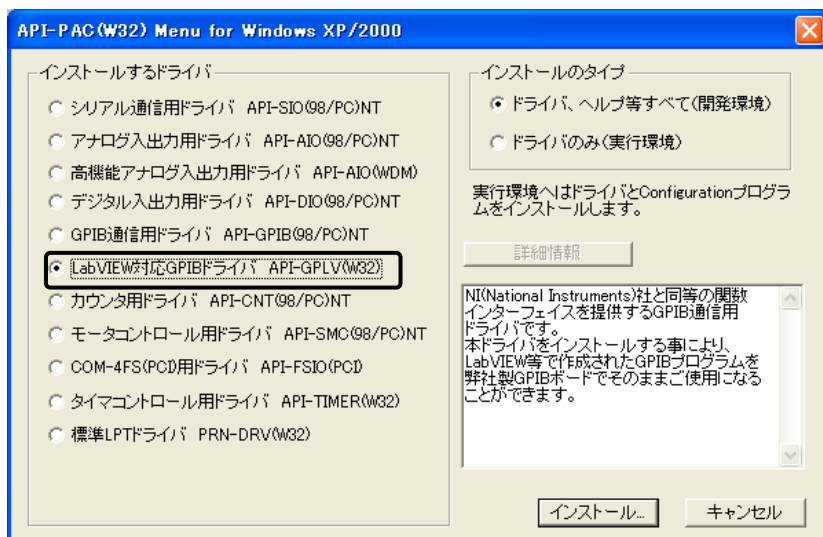 API-PAC(W32) Menu for Windows XP/2000
インストールするドライバ
シリアル通信用ドライバ API-SIO(98/PC)NT
アナログ入出力用ドライバ API-AIO(98/PC)NT
高機能アナログ入出力用ドライバ API-AIO(WDM)
デジタル入出力用ドライバ API-DIO(98/PC)NT
GPIB通信用ドライバ API-GPIB(98/PC)NT
LabVIEW対応GPIBドライバ API-GPLV(W32)
カウンタ用ドライバ API-CNT(98/PC)NT
モータコントロール用ドライバ API-SMC(98/PC)NT
COM-4FS(PCI)用ドライバ API-FSIO(PCI)
タイマコントロール用ドライバ API-TIMER(W32)
標準LPTドライバ PRN-DRV(W32)
インストールのタイプ
ドライバ、ヘルプ等すべて(開発環境)
ドライバのみ(実行環境)
実行環境へはドライバとConfigurationプログラ
ムをインストールします。
詳細情報
NI(National Instruments)社と同等の関数
インターフェイスを提供するGPIB通信用
ドライバです。
本ドライバをインストールする事により、
LabVIEW等で作成されたGPIBプログラムを
弊社製GPIBボードでそのままご使用になる
ことができます。
インストール...
キャンセル